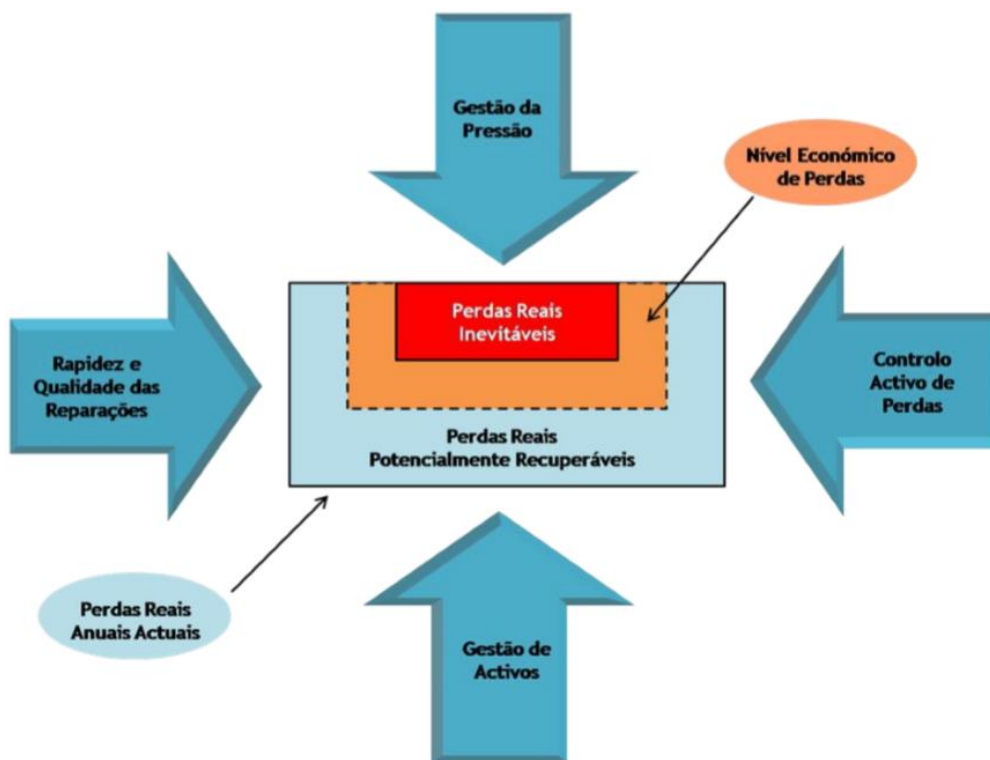 Gestão da
Pressão
Nível Económico
de Perdas
Perdas Reais
Inevitáveis
Rapidez e
Qualidade das
Reparações
Controlo
Activo de
Perdas
Perdas Reais
Potencialmente Recuperáveis
Perdas Reais
Anuais Actuais
Gestão de
Activos